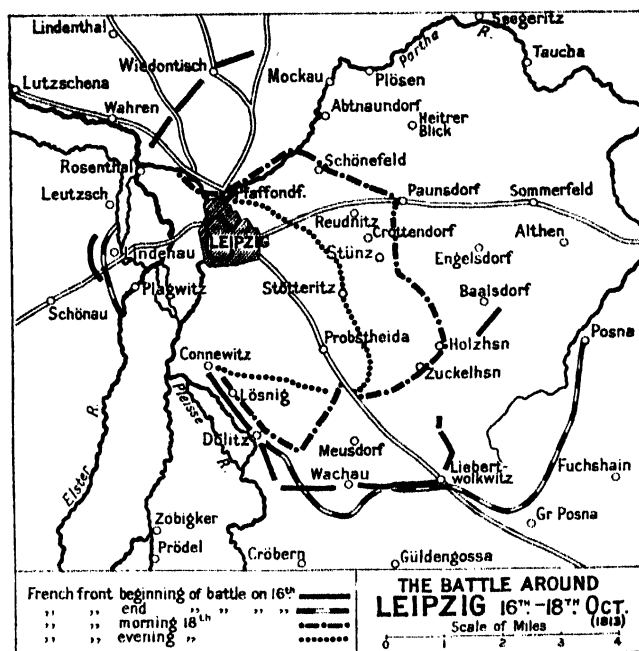 Lindenthal
Seegeritz
Partha R.
Taucha
Wiedontisch
Mockau
Plösen
Lutzschena
Wahren
Abtnaundorf
Heitrer
Blick
Rosenthal
Schönefeld
Leutzsch
Pfaffondf.
Paunsdorf
Sommerfeld
Reudnitz
LEIPZIG
Crottendorf
Althen
Lindenau
Stünz
Engelsdorf
Plagwitz
Stötteritz
Baalsdorf
Schönau
Probstheida
Holzhsn
Posna
Connewitz
Zuckelhsn
Lösnig
Pleisse R.
Dölitz
Meusdorf
Elster R.
Wachau
Liebert-
wolkwitz
Fuchshain
Gr Posna
Zobigker
Prödel
Cröbern
Güldengossa
French front beginning of battle on 16th
,, ,, end ,, ,, ,, ,,
,, ,, morning 18th
,, ,, evening ,,
THE BATTLE AROUND
LEIPZIG 16TH-18TH OCT.
(1813)
Scale of Miles
0 1 2 3 4